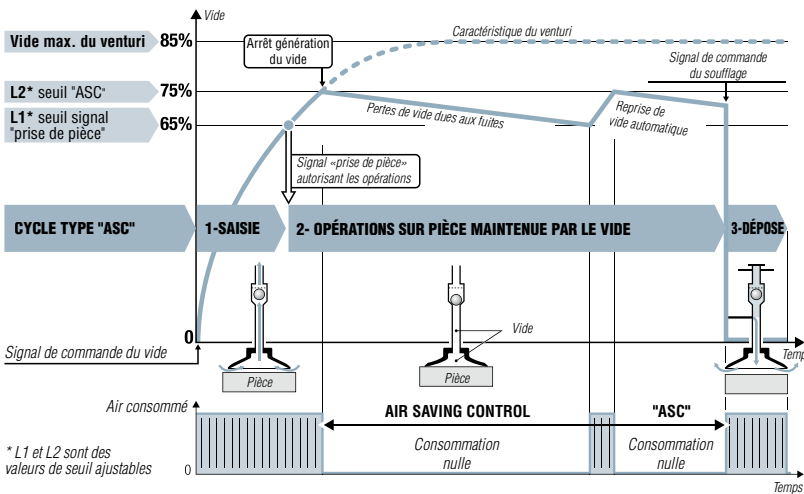 Vide
Vide max. du venturi
85%
Arrêt génération
du vide
Caractéristique du venturi
Signal de commande
du soufflage
L2* seuil "ASC"
75%
L1* seuil signal
"prise de pièce"
65%
Pertes de vide dues aux fuites
Reprise de
vide automatique
Signal «prise de pièce»
autorisant les opérations
CYCLE TYPE "ASC"
1-SAISIE
2- OPÉRATIONS SUR PIÈCE MAINTENUE PAR LE VIDE
3-DÉPOSE
0
Vide
Temp
Signal de commande du vide
Pièce
Pièce
Air consommé
AIR SAVING CONTROL
"ASC"
Consommation
nulle
Consommation
nulle
* L1 et L2 sont des
valeurs de seuil ajustables
0
Temps